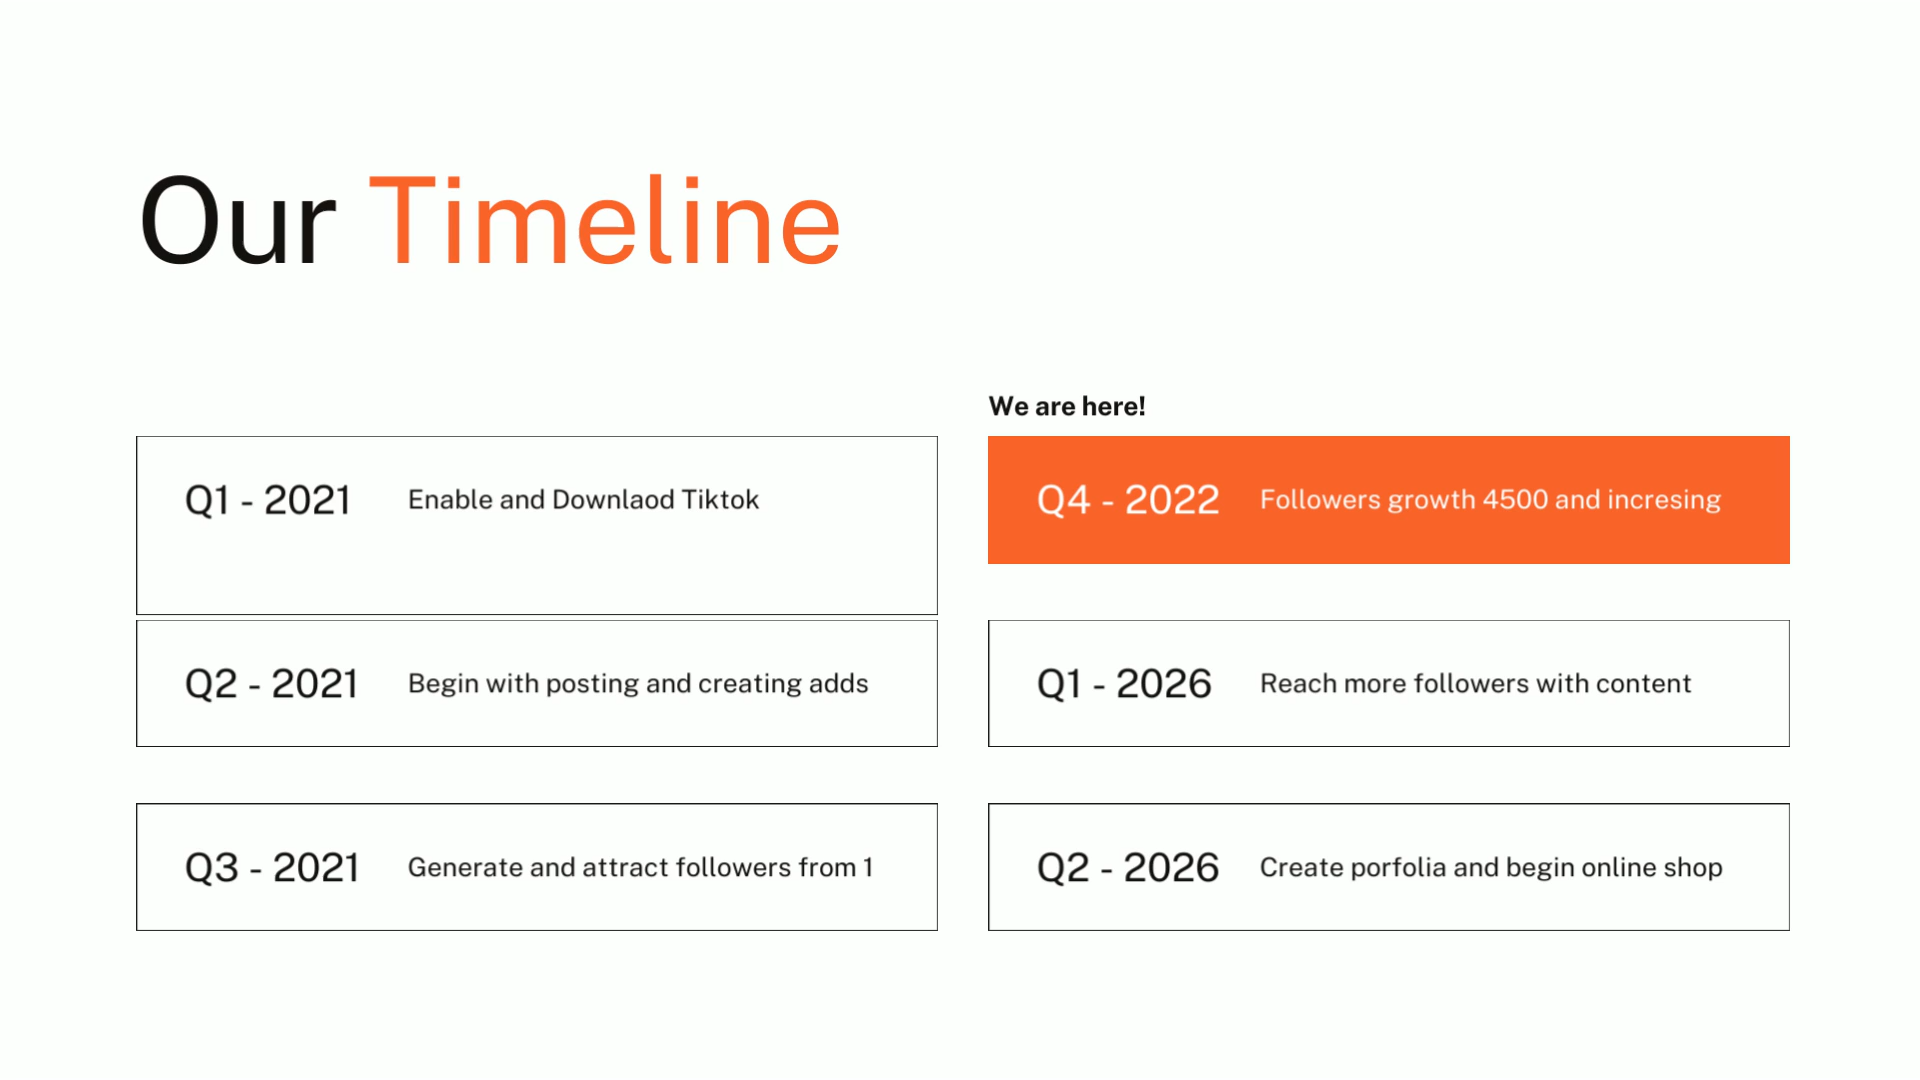 Our Timeline
Q1 - 2021 Enable and Downlaod Tiktok
Q2 - 2021 Begin with posting and creating adds
Q3 - 2021 Generate and attract followers from 1
We are here!
Q4 - 2022 Followers growth 4500 and incresing
Q1 - 2026 Reach more followers with content
Q2 - 2026 Create porfolia and begin online shop